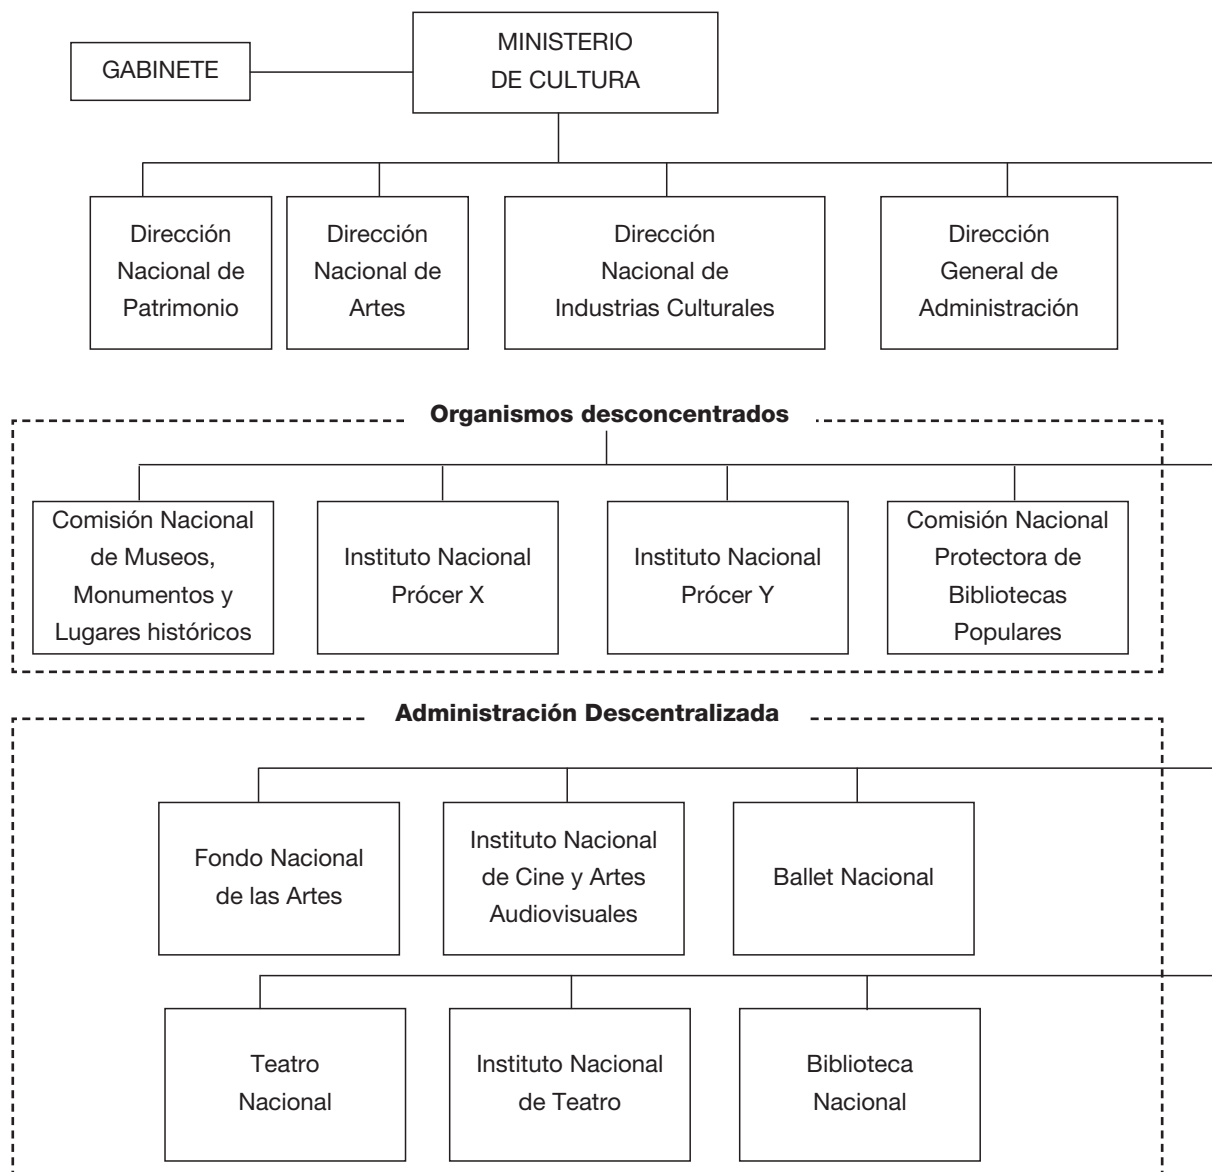 GABINETE
MINISTERIO
DE CULTURA
Dirección
Nacional de
Patrimonio
Dirección
Nacional de
Artes
Dirección
Nacional de
Industrias Culturales
Dirección
General de
Administración
Organismos desconcentrados
Comisión Nacional
de Museos,
Monumentos y
Lugares históricos
Instituto Nacional
Prócer X
Instituto Nacional
Prócer Y
Comisión Nacional
Protectora de
Bibliotecas
Populares
Administración Descentralizada
Fondo Nacional
de las Artes
Instituto Nacional
de Cine y Artes
Audiovisuales
Ballet Nacional
Teatro
Nacional
Instituto Nacional
de Teatro
Biblioteca
Nacional